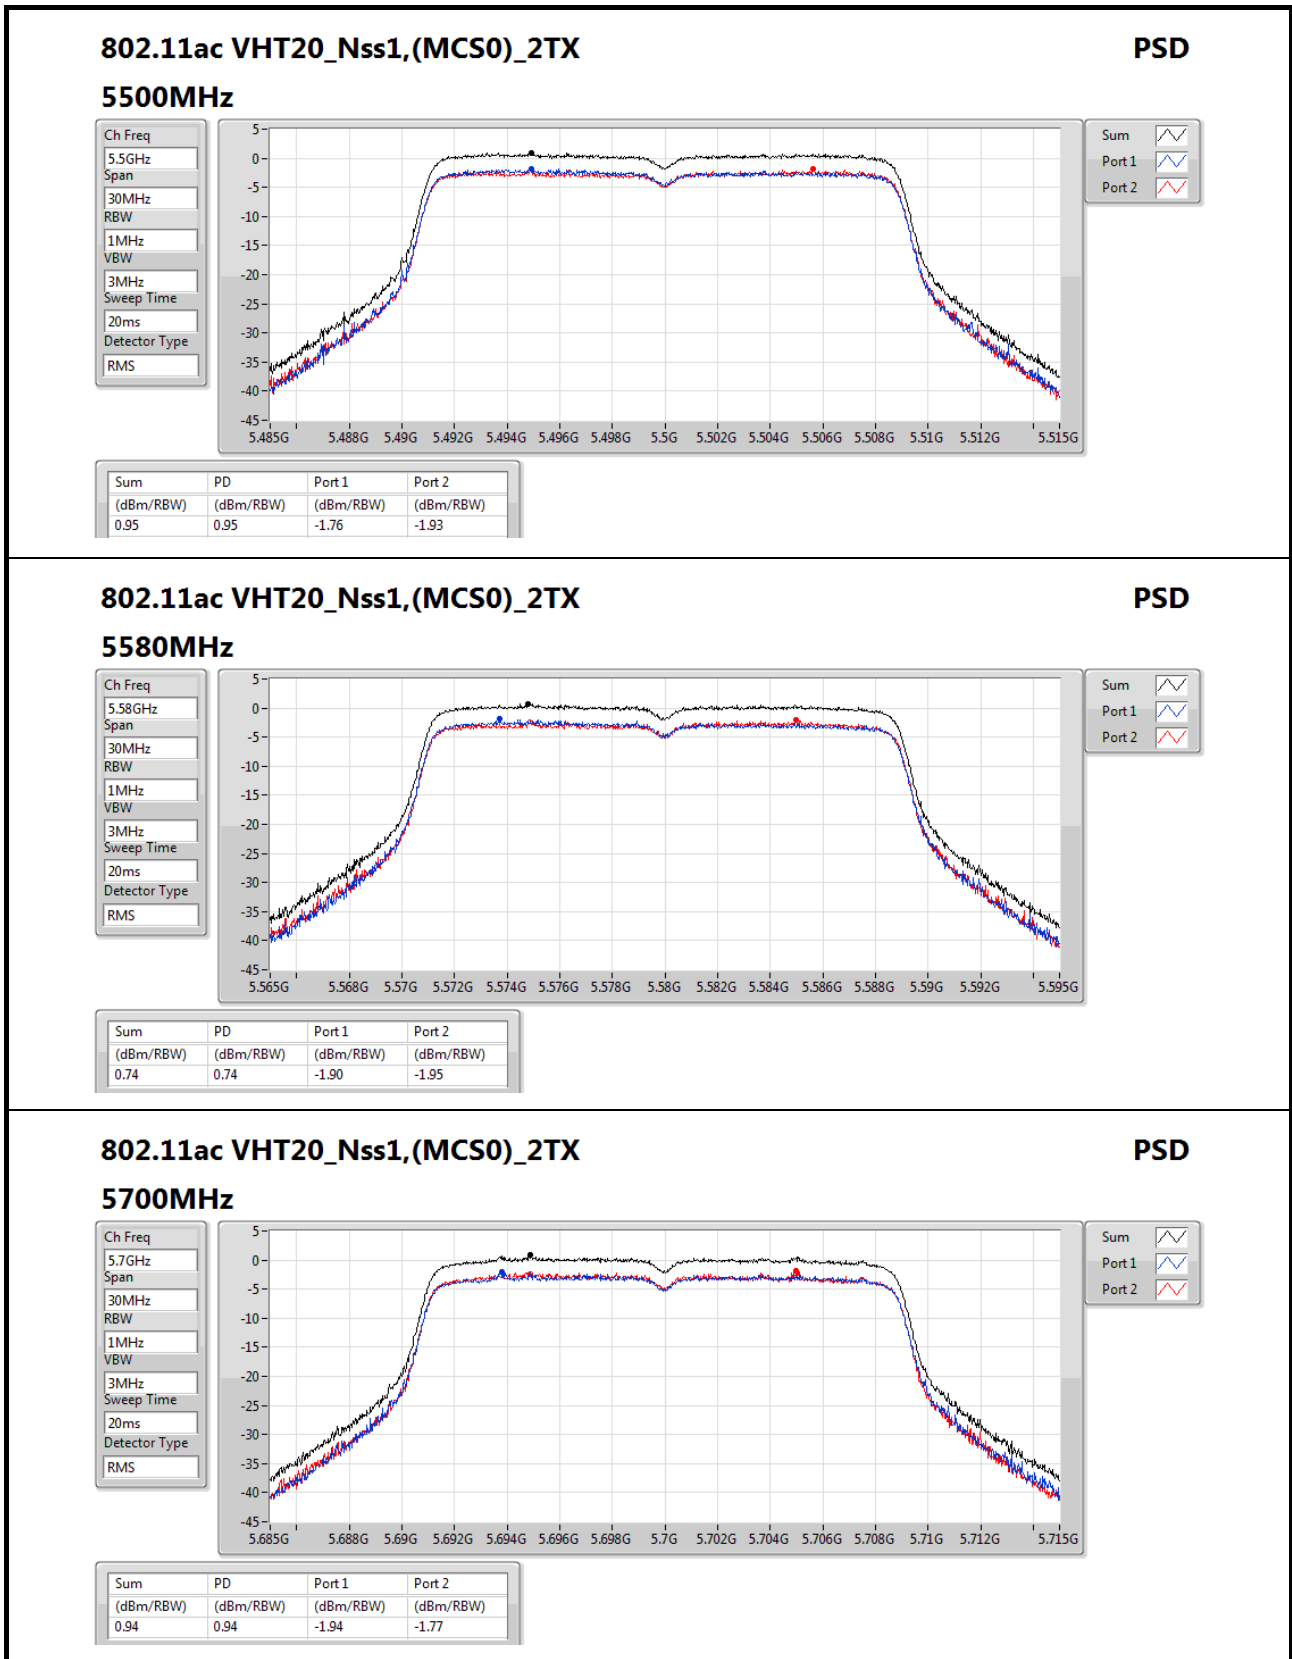 802.11ac VHT20_Nss1,(MCS0)_2TX PSD
5500MHz
Ch Freq
5.5GHz
Span
30MHz
RBW
1MHz
VBW
3MHz
Sweep Time
20ms
Detector Type
RMS
5
0
-5
-10
-15
-20
-25
-30
-35
-40
-45
5.485G 5.488G 5.49G 5.492G 5.494G 5.496G 5.498G 5.5G 5.502G 5.504G 5.506G 5.508G 5.51G 5.512G 5.515G
Sum
Port 1
Port 2
Sum PD Port 1 Port 2
(dBm/RBW) (dBm/RBW) (dBm/RBW) (dBm/RBW)
0.95 0.95 -1.76 -1.93
802.11ac VHT20_Nss1,(MCS0)_2TX PSD
5580MHz
Ch Freq
5.58GHz
Span
30MHz
RBW
1MHz
VBW
3MHz
Sweep Time
20ms
Detector Type
RMS
5
0
-5
-10
-15
-20
-25
-30
-35
-40
-45
5.565G 5.568G 5.57G 5.572G 5.574G 5.576G 5.578G 5.58G 5.582G 5.584G 5.586G 5.588G 5.59G 5.592G 5.595G
Sum
Port 1
Port 2
Sum PD Port 1 Port 2
(dBm/RBW) (dBm/RBW) (dBm/RBW) (dBm/RBW)
0.74 0.74 -1.90 -1.95
802.11ac VHT20_Nss1,(MCS0)_2TX PSD
5700MHz
Ch Freq
5.7GHz
Span
30MHz
RBW
1MHz
VBW
3MHz
Sweep Time
20ms
Detector Type
RMS
5
0
-5
-10
-15
-20
-25
-30
-35
-40
-45
5.685G 5.688G 5.69G 5.692G 5.694G 5.696G 5.698G 5.7G 5.702G 5.704G 5.706G 5.708G 5.71G 5.712G 5.715G
Sum
Port 1
Port 2
Sum PD Port 1 Port 2
(dBm/RBW) (dBm/RBW) (dBm/RBW) (dBm/RBW)
0.94 0.94 -1.94 -1.77